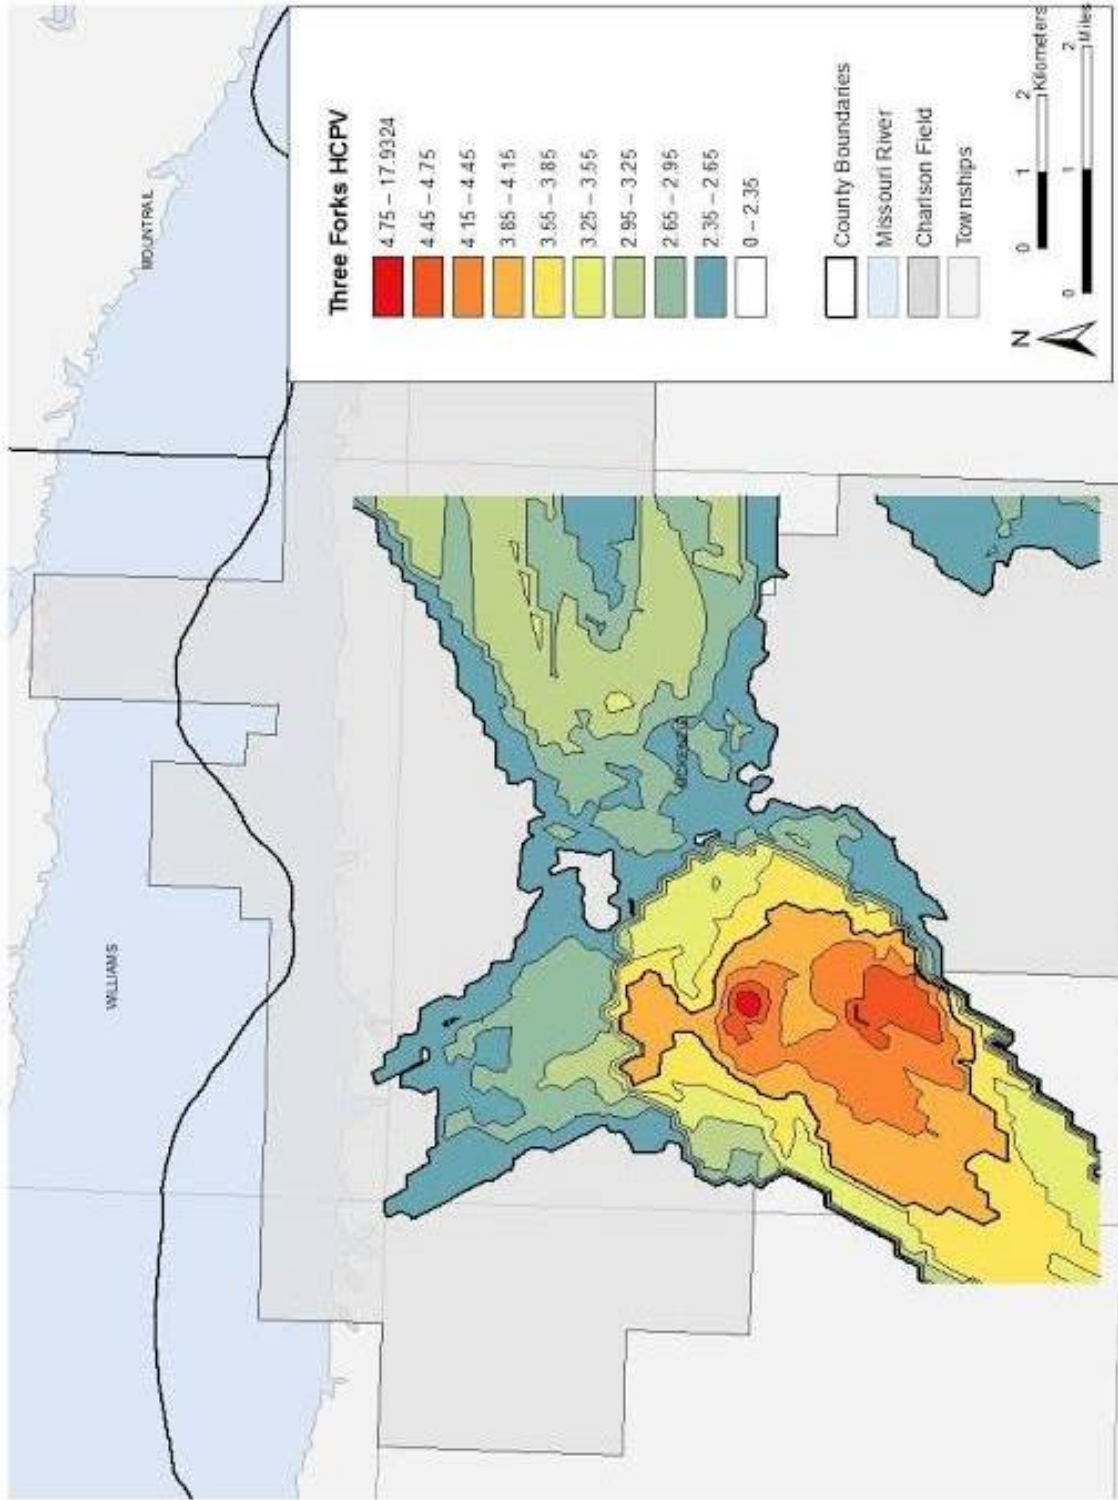 WILLIAMS
MOUNTRAIL
MCKENZIE
Three Forks HCPV
4.75 – 17.9324
4.45 – 4.75
4.15 – 4.45
3.85 – 4.15
3.55 – 3.85
3.25 – 3.55
2.95 – 3.25
2.65 – 2.95
2.35 – 2.65
0 – 2.35
County Boundaries
Missouri River
Charlson Field
Townships
N
0 1 2 Kilometers
0 1 2 Miles